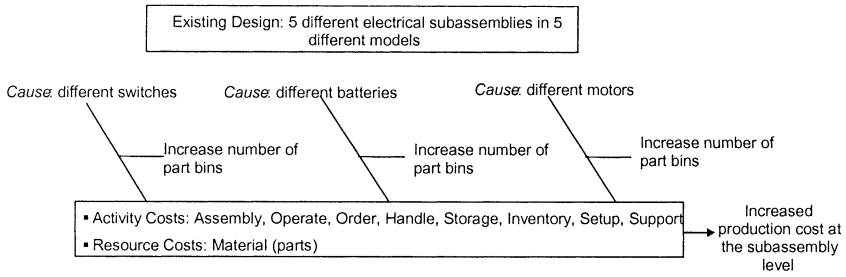 Existing Design: 5 different electrical subassemblies in 5
different models
Cause: different switches
Cause: different batteries
Cause: different motors
Increase number of
part bins
Increase number of
part bins
Increase number of
part bins
▪ Activity Costs: Assembly, Operate, Order, Handle, Storage, Inventory, Setup, Support
▪ Resource Costs: Material (parts)
Increased
production cost at
the subassembly
level